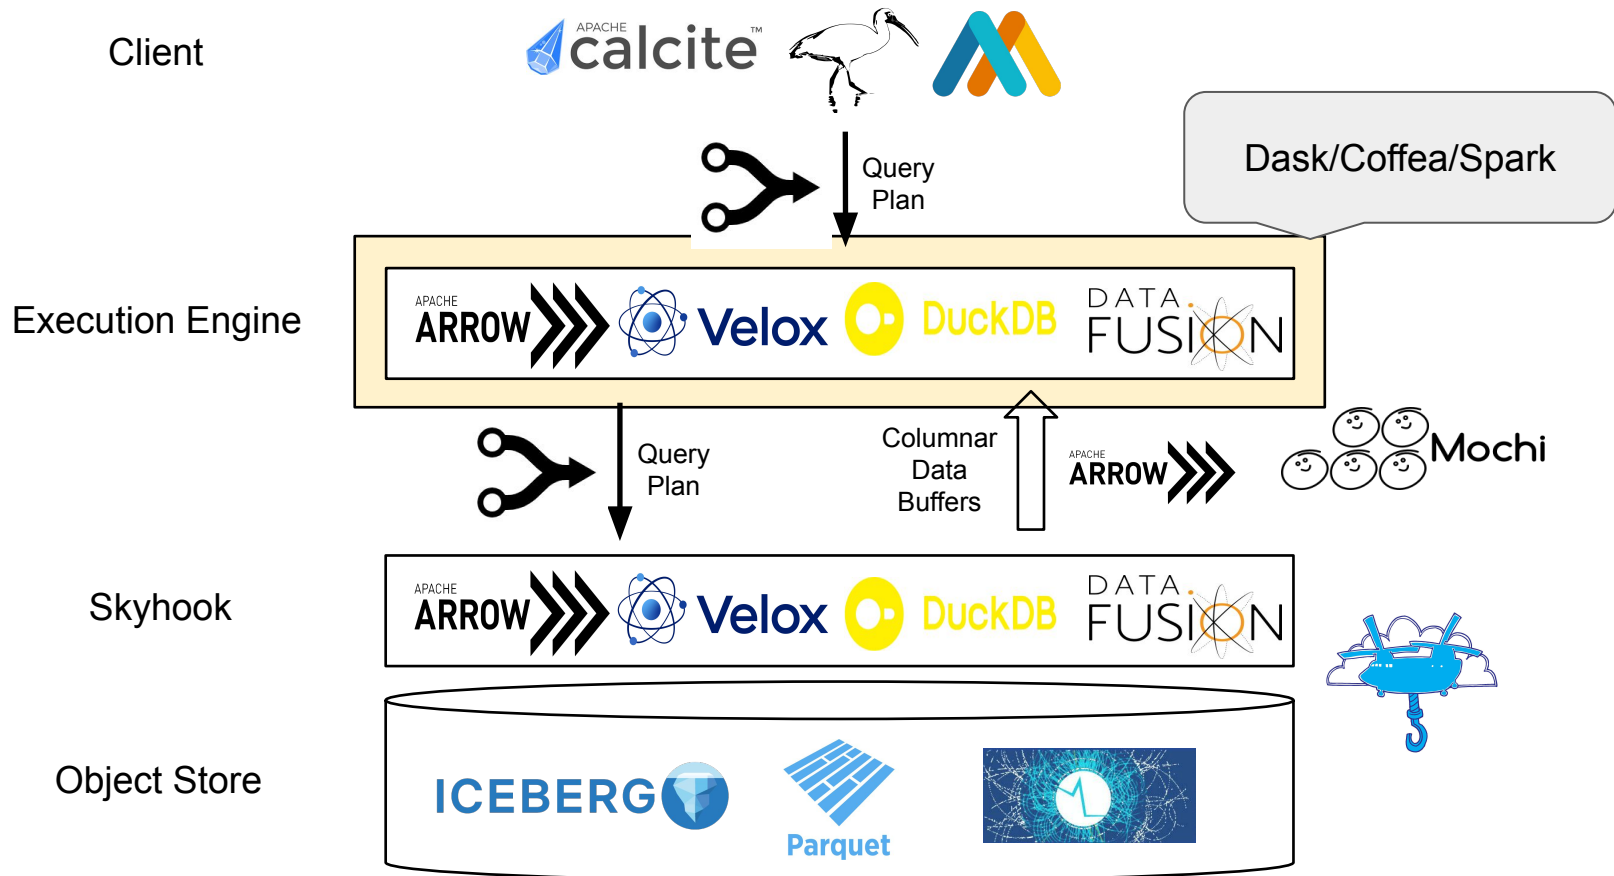 Client
APACHE
calcite™
Query
Plan
Dask/Coffea/Spark
Execution Engine
APACHE
ARROW
Velox
DuckDB
DATA
FUSION
Query
Plan
Columnar
Data
Buffers
APACHE
ARROW
Mochi
Skyhook
APACHE
ARROW
Velox
DuckDB
DATA
FUSION
Object Store
ICEBERG
Parquet